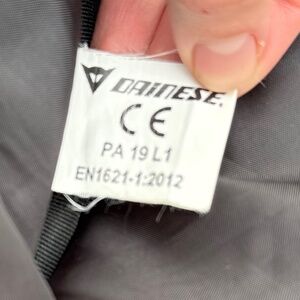 DAINESE.
CE
PA 19 L1
EN1621-1:2012